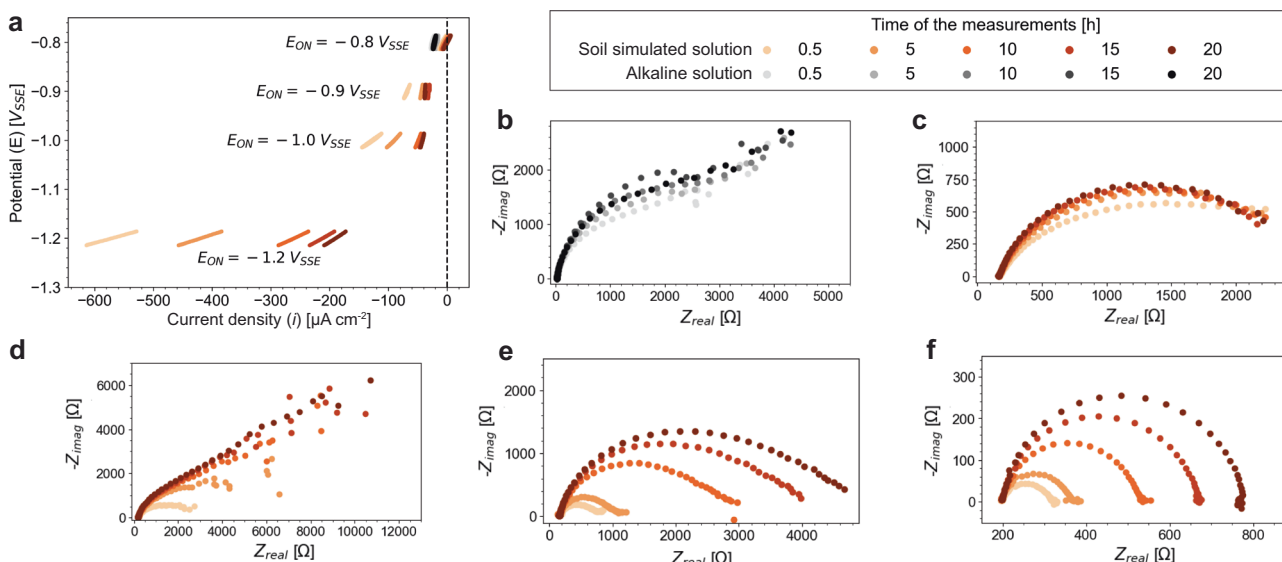 a
E_ON = −0.8 V_SSE
E_ON = −0.9 V_SSE
E_ON = −1.0 V_SSE
E_ON = −1.2 V_SSE
Potential (E) [V_SSE]
−0.8
−0.9
−1.0
−1.1
−1.2
−1.3
−600 −500 −400 −300 −200 −100 0
Current density (i) [µA cm⁻²]
Time of the measurements [h]
Soil simulated solution 0.5 5 10 15 20
Alkaline solution 0.5 5 10 15 20
b
-Z_imag [Ω]
2000
1000
0
0 1000 2000 3000 4000 5000
Z_real [Ω]
c
-Z_imag [Ω]
1000
750
500
250
0
0 500 1000 1500 2000
Z_real [Ω]
d
-Z_imag [Ω]
6000
4000
2000
0
0 2000 4000 6000 8000 10000 12000
Z_real [Ω]
e
-Z_imag [Ω]
2000
1000
0
0 1000 2000 3000 4000
Z_real [Ω]
f
-Z_imag [Ω]
300
200
100
0
200 400 600 800
Z_real [Ω]